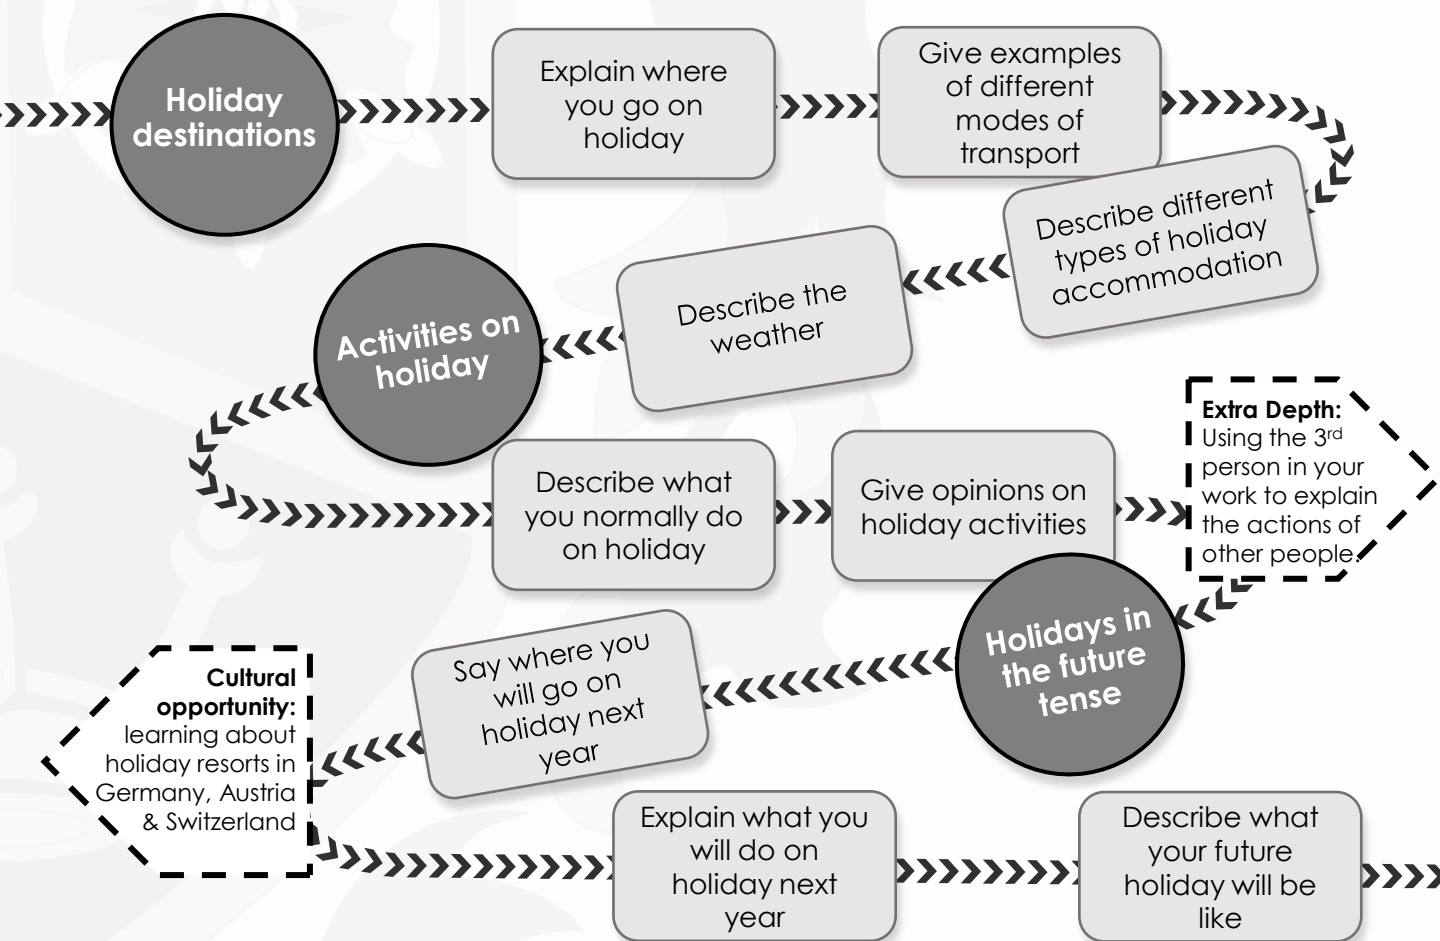 Holiday
destinations
Explain where
you go on
holiday
Give examples
of different
modes of
transport
Describe different
types of holiday
accommodation
Describe the
weather
Activities on
holiday
Describe what
you normally do
on holiday
Give opinions on
holiday activities
Extra Depth:
Using the 3rd
person in your
work to explain
the actions of
other people.
Holidays in
the future
tense
Say where you
will go on
holiday next
year
Cultural
opportunity:
learning about
holiday resorts in
Germany, Austria
& Switzerland
Explain what you
will do on
holiday next
year
Describe what
your future
holiday will be
like